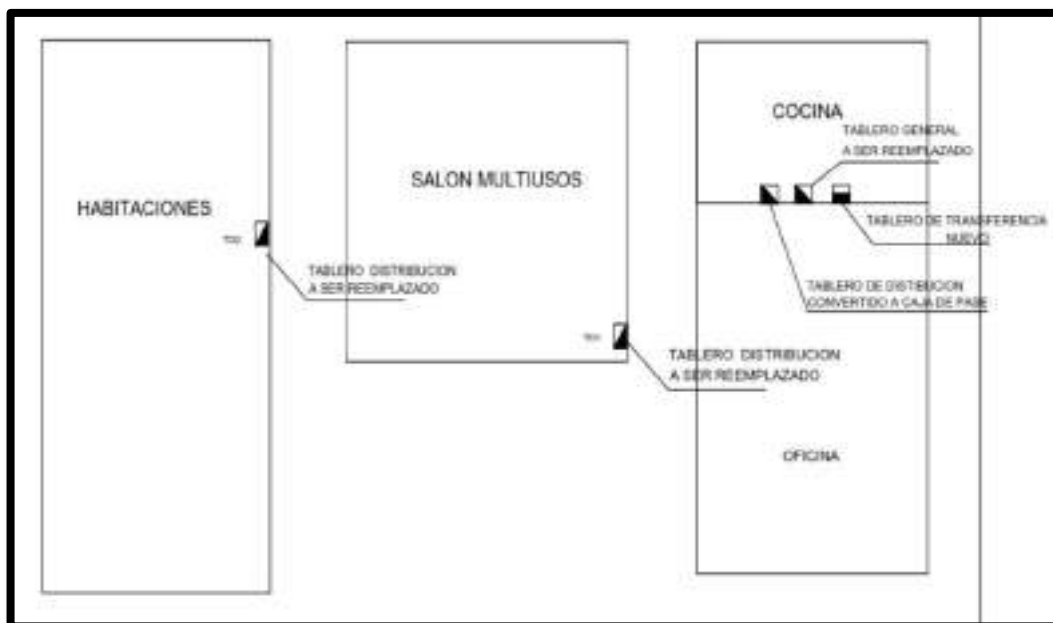 HABITACIONES
TABLERO DISTRIBUCION
A SER REEMPLAZADO
SALON MULTIUSOS
TABLERO DISTRIBUCION
A SER REEMPLAZADO
COCINA
TABLERO GENERAL
A SER REEMPLAZADO
TABLERO DE TRANSFERENCIA
NUEVO
TABLERO DE DISTIBUCION
CONVERTIDO A CAJA DE PASE
OFICINA